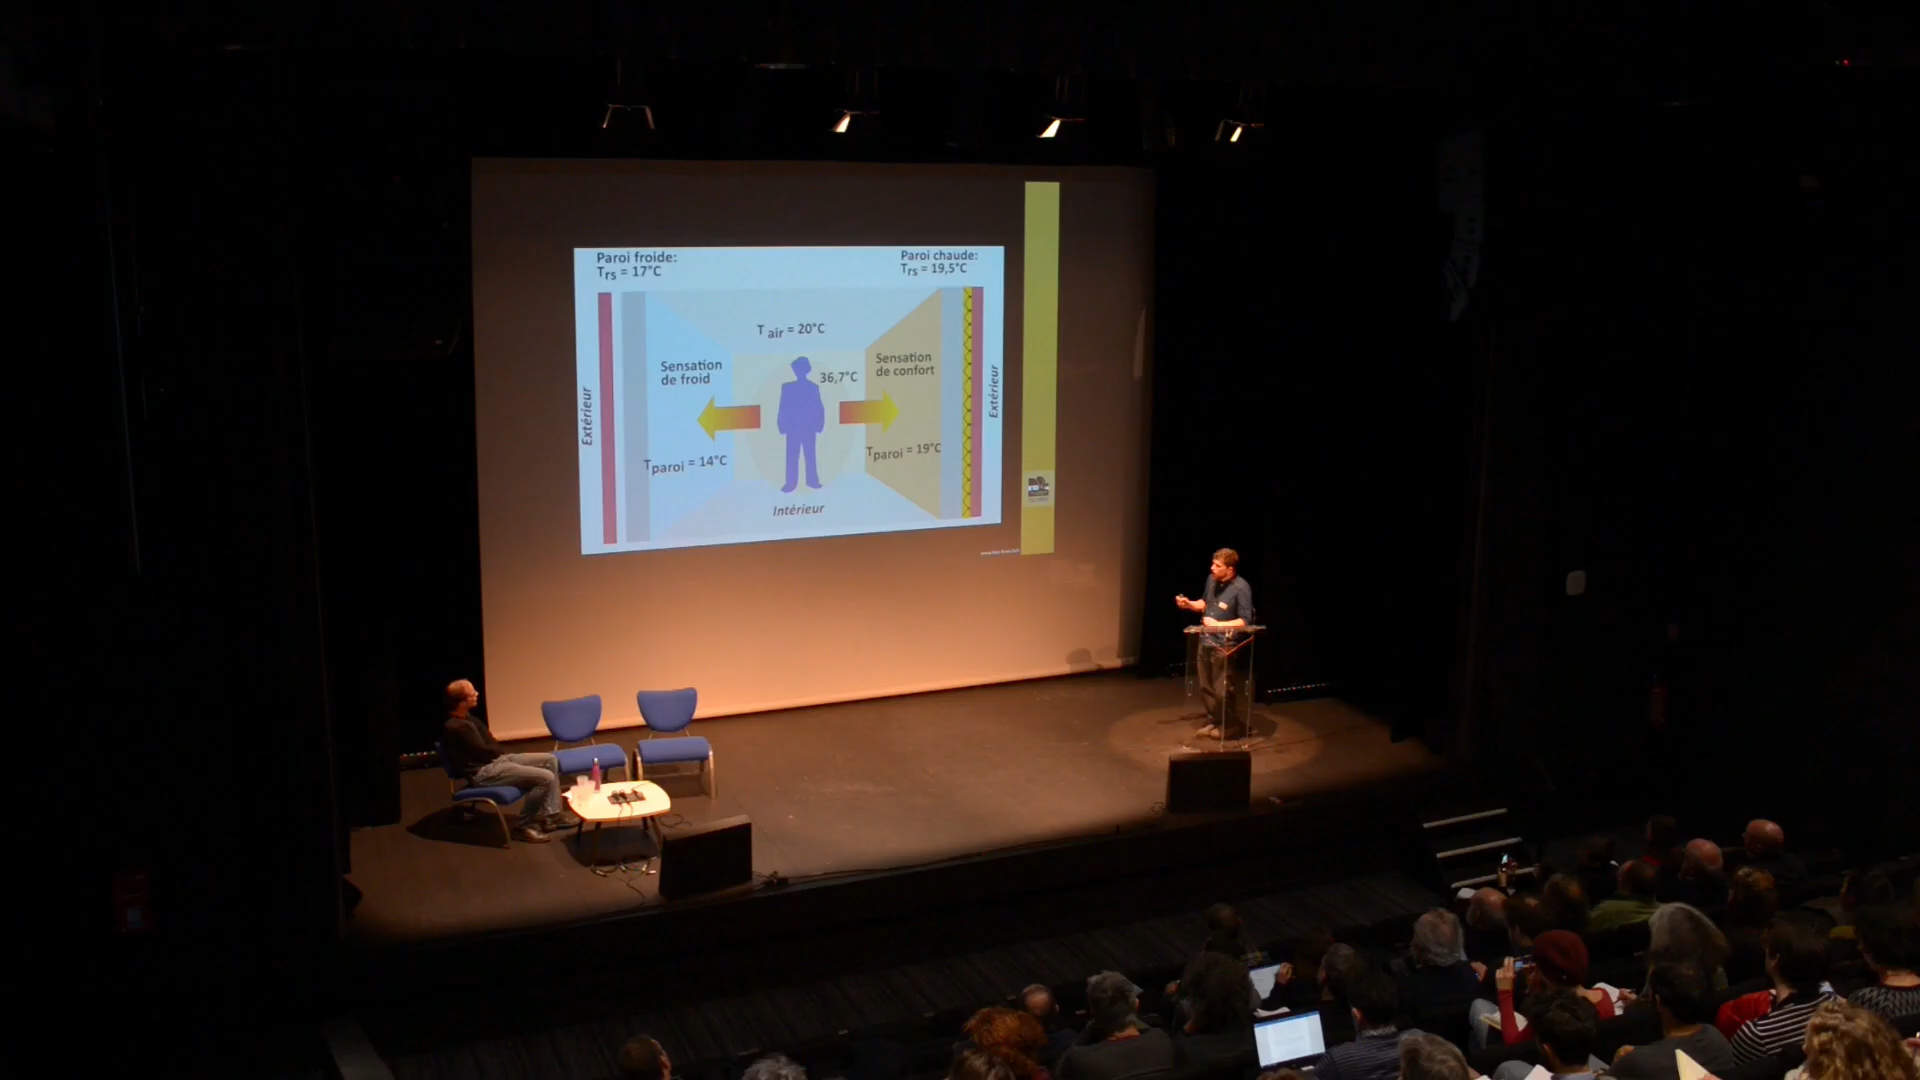 Paroi froide:
Trs = 17°C
Paroi chaude:
Trs = 19,5°C
T air = 20°C
Sensation
de froid
36,7°C
Sensation
de confort
Extérieur
Extérieur
Tparoi = 14°C
Tparoi = 19°C
Intérieur